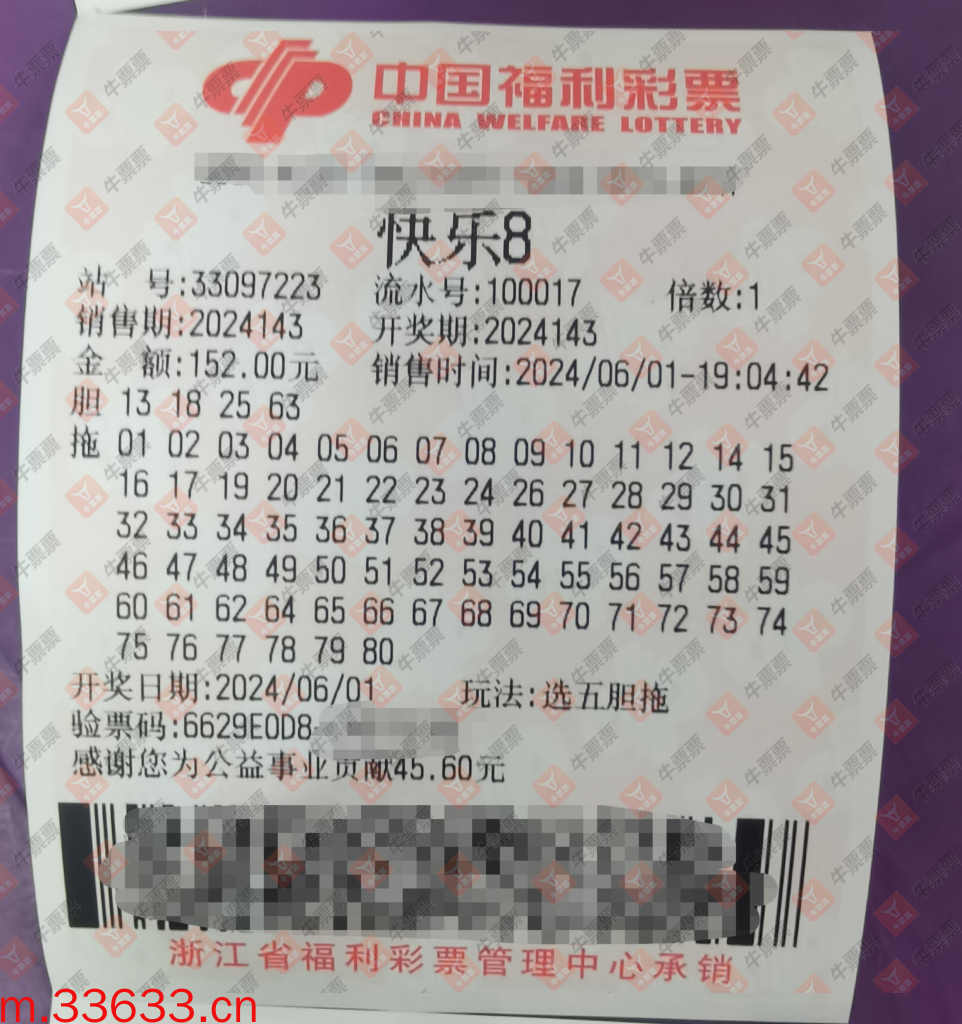 中国福利彩票
CHINA WELFARE LOTTERY
快乐8
站 号:33097223 流水号:100017 倍数:1
销售期:2024143 开奖期:2024143
金 额:152.00元 销售时间:2024/06/01-19:04:42
胆 13 18 25 63
拖 01 02 03 04 05 06 07 08 09 10 11 12 14 15
16 17 19 20 21 22 23 24 26 27 28 29 30 31
32 33 34 35 36 37 38 39 40 41 42 43 44 45
46 47 48 49 50 51 52 53 54 55 56 57 58 59
60 61 62 64 65 66 67 68 69 70 71 72 73 74
75 76 77 78 79 80
开奖日期:2024/06/01 玩法:选五胆拖
验票码:6629E0D8-
感谢您为公益事业贡献45.60元
浙江省福利彩票管理中心承销
m.33633.cn
牛票票